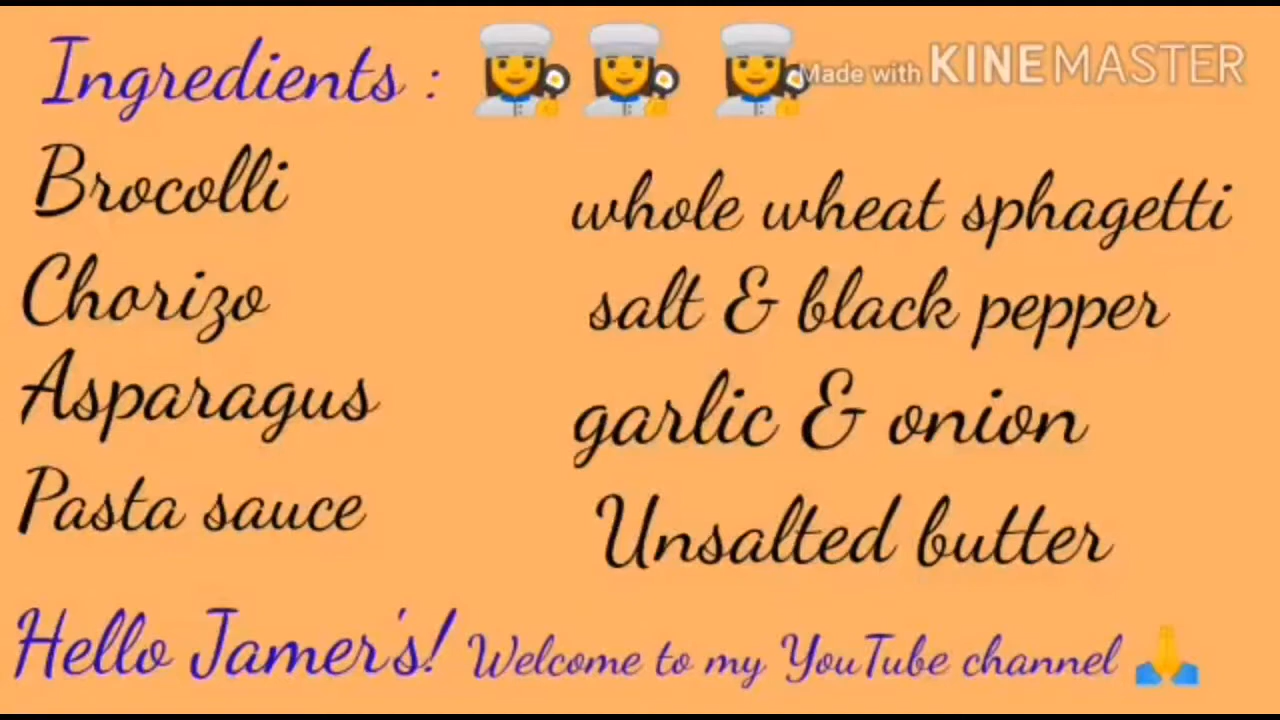 Ingredients :
Made with KINEMASTER
Brocolli
Chorizo
Asparagus
Pasta sauce
whole wheat sphagetti
salt & black pepper
garlic & onion
Unsalted butter
Hello Jamer's! Welcome to my YouTube channel